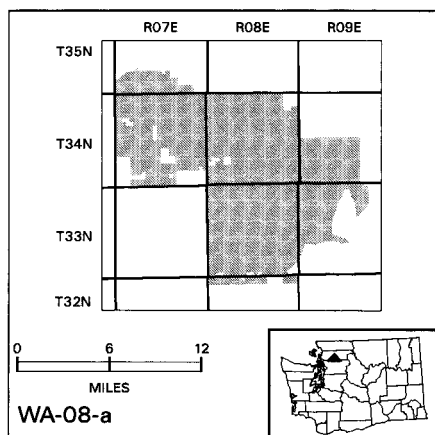 R07E R08E R09E
T35N
T34N
T33N
T32N
0 6 12
MILES
WA-08-a